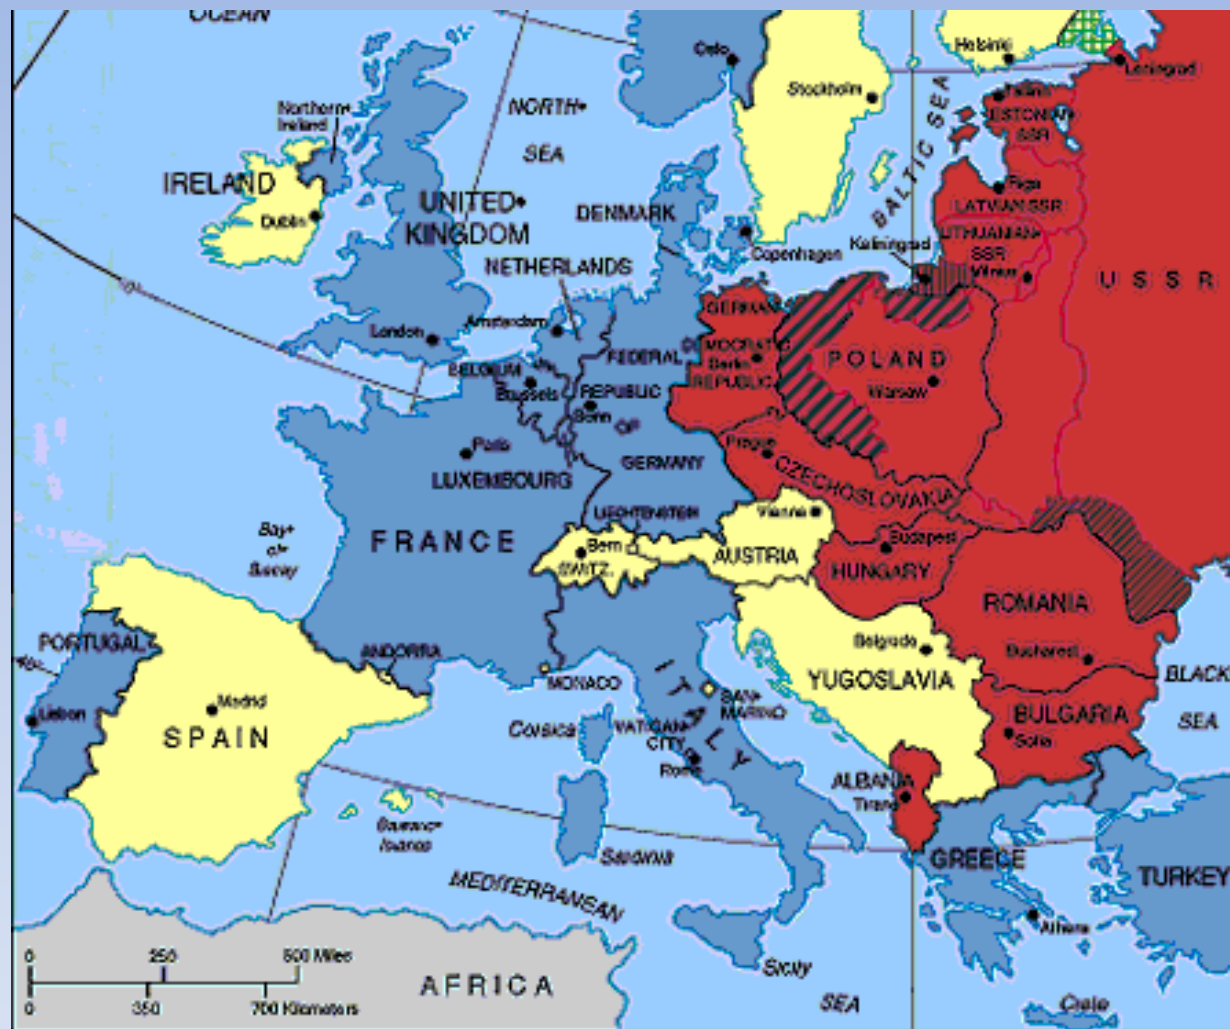 OCEAN
Oslo
Helsinki
Leningrad
Stockholm
Tallinn
ESTONIAN
SSR
Northern
Ireland
NORTH
SEA
BALTIC SEA
IRELAND
Riga
LATVIAN SSR
UNITED
KINGDOM
DENMARK
Dublin
LITHUANIAN
SSR
Kaliningrad
Copenhagen
Vilnius
USSR
NETHERLANDS
Amsterdam
London
GERMAN
DEMOCRATIC
REPUBLIC
Berlin
POLAND
Warsaw
FEDERAL
REPUBLIC
OF
GERMANY
BELGIUM
Brussels
Bonn
Paris
LUXEMBOURG
Prague
CZECHOSLOVAKIA
LIECHTENSTEIN
Vienna
FRANCE
Bay
of
Biscay
Bern
SWITZ.
AUSTRIA
Budapest
HUNGARY
ROMANIA
Bucharest
Belgrade
YUGOSLAVIA
PORTUGAL
ANDORRA
MONACO
ITALY
SAN
MARINO
BLACK
SEA
Lisbon
Madrid
SPAIN
Corsica
VATICAN
CITY
Rome
BULGARIA
Sofia
ALBANIA
Tirane
Balearic
Islands
Sardinia
GREECE
TURKEY
MEDITERRANSAN
Athens
Sicily
SEA
Crete
AFRICA
0 250 500 Miles
0 350 700 Kilometers